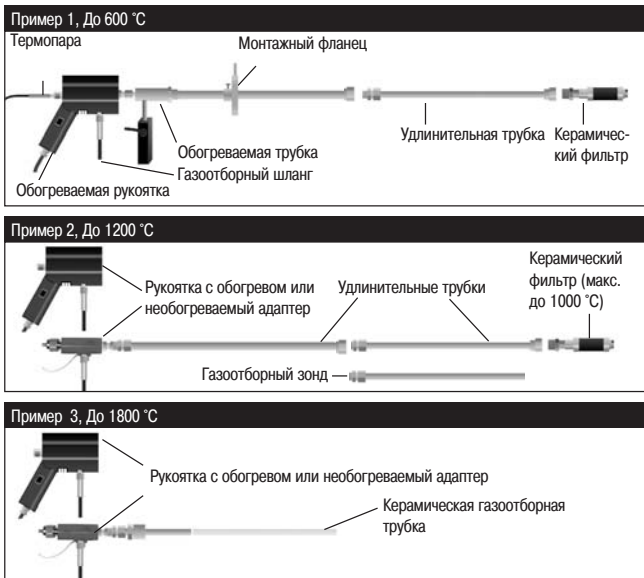 Пример 1, До 600 ˚С
Термопара
Монтажный фланец
Удлинительная трубка
Керамичес-
кий фильтр
Обогреваемая трубка
Газоотборный шланг
Обогреваемая рукоятка
Пример 2, До 1200 ˚С
Рукоятка с обогревом или
необогреваемый адаптер
Удлинительные трубки
Керамический
фильтр (макс.
до 1000 ˚С)
Газоотборный зонд
Пример 3, До 1800 ˚С
Рукоятка с обогревом или необогреваемый адаптер
Керамическая газоотборная
трубка